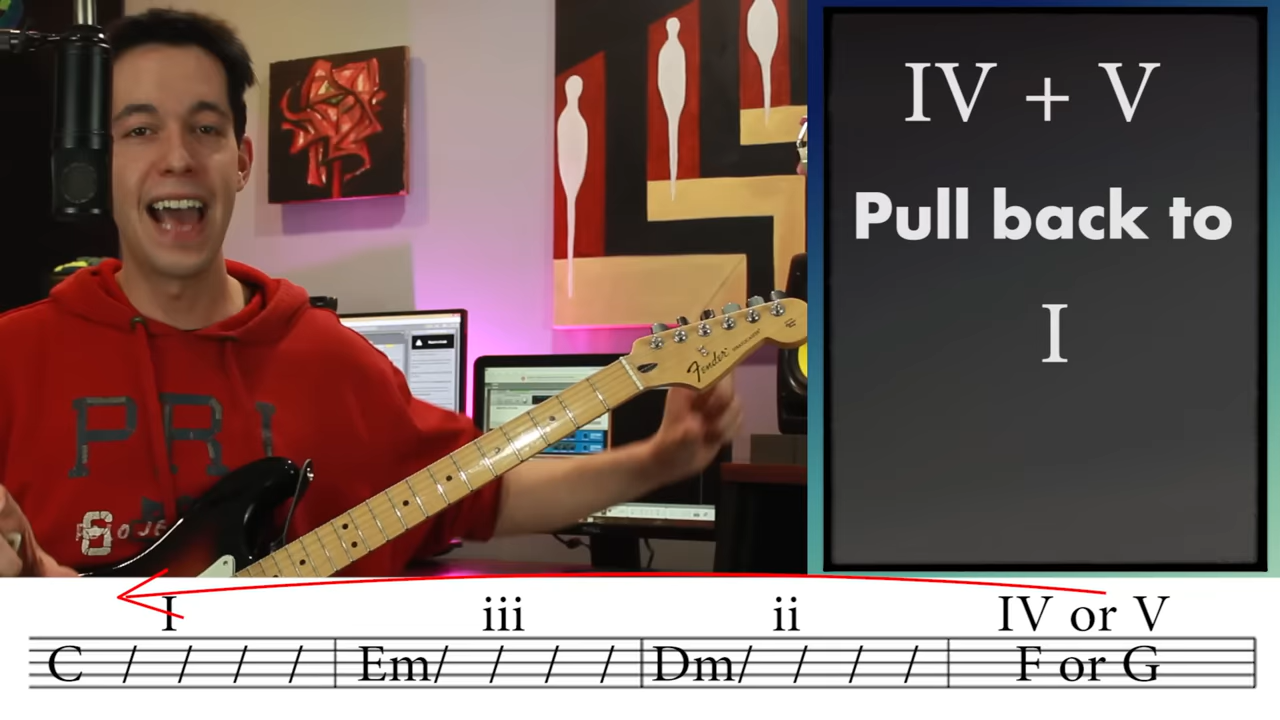 IV + V
Pull back to
I
Fender
PRI
I iii ii IV or V
C / / / / Em/ / / / Dm/ / / / F or G